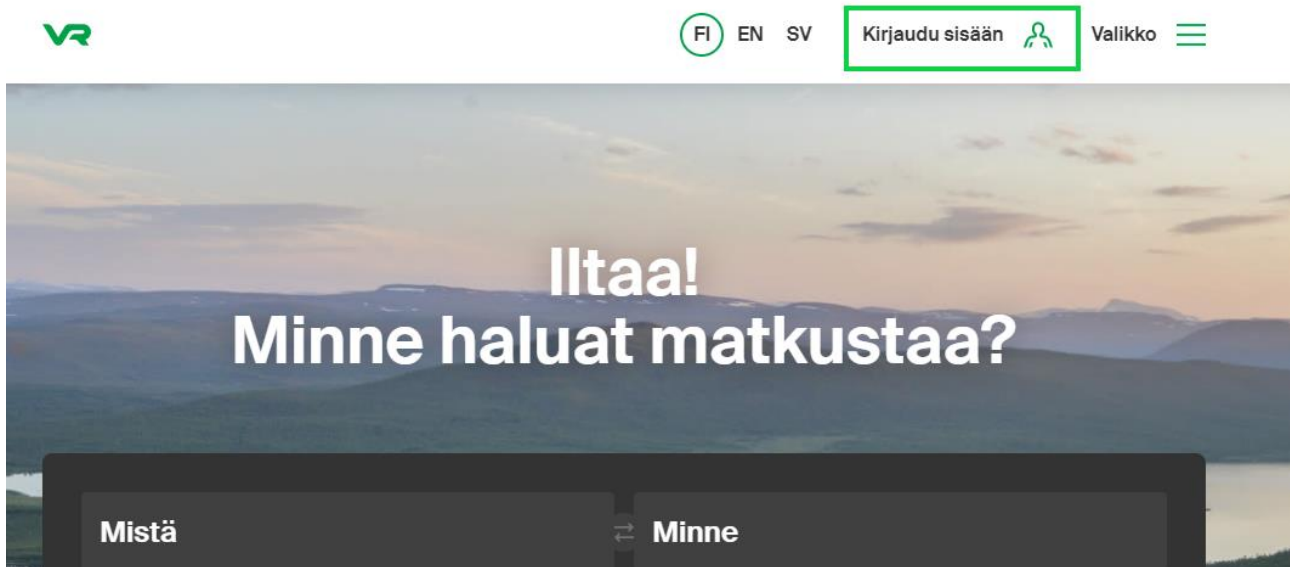 VR
FI EN SV Kirjaudu sisään Valikko
Iltaa!
Minne haluat matkustaa?
Mistä Minne